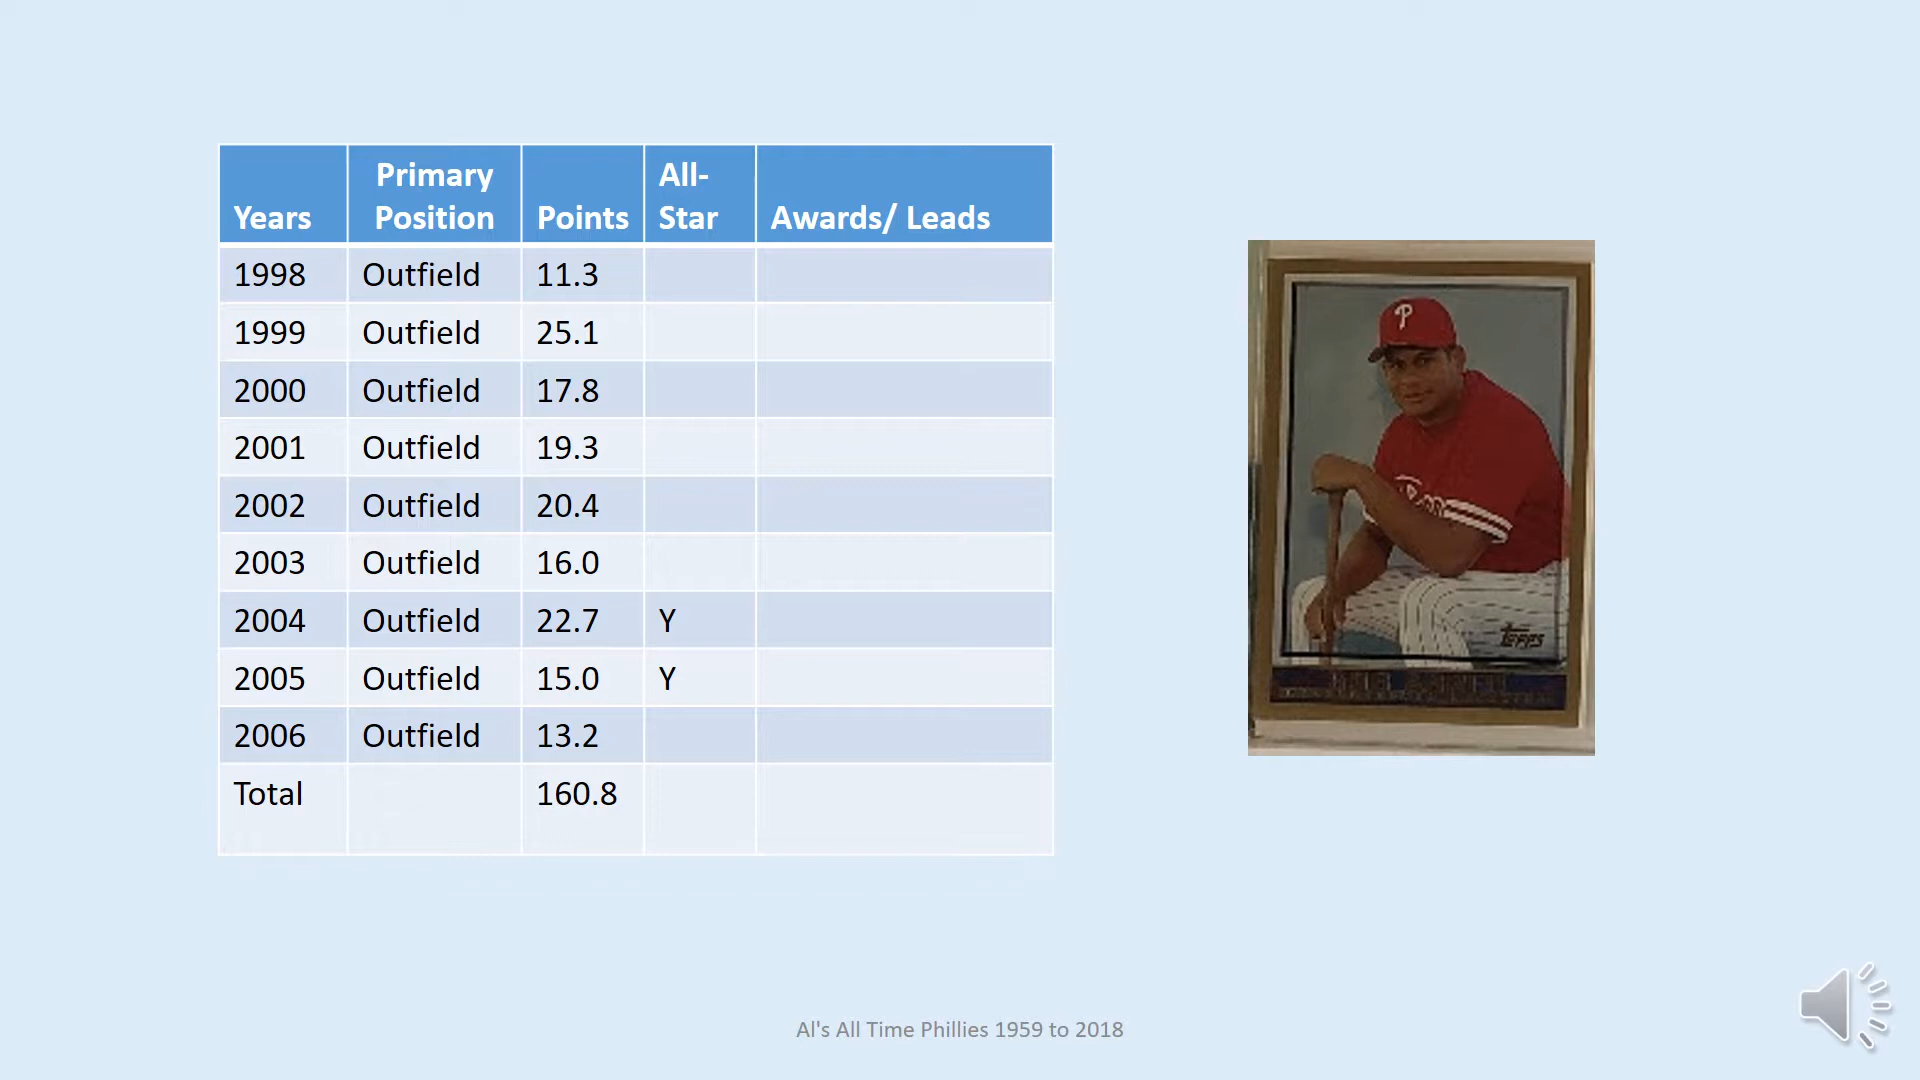 Years Primary Position Points All-Star Awards/ Leads
1998 Outfield 11.3
1999 Outfield 25.1
2000 Outfield 17.8
2001 Outfield 19.3
2002 Outfield 20.4
2003 Outfield 16.0
2004 Outfield 22.7 Y
2005 Outfield 15.0 Y
2006 Outfield 13.2
Total 160.8
P
Topps
Al's All Time Phillies 1959 to 2018